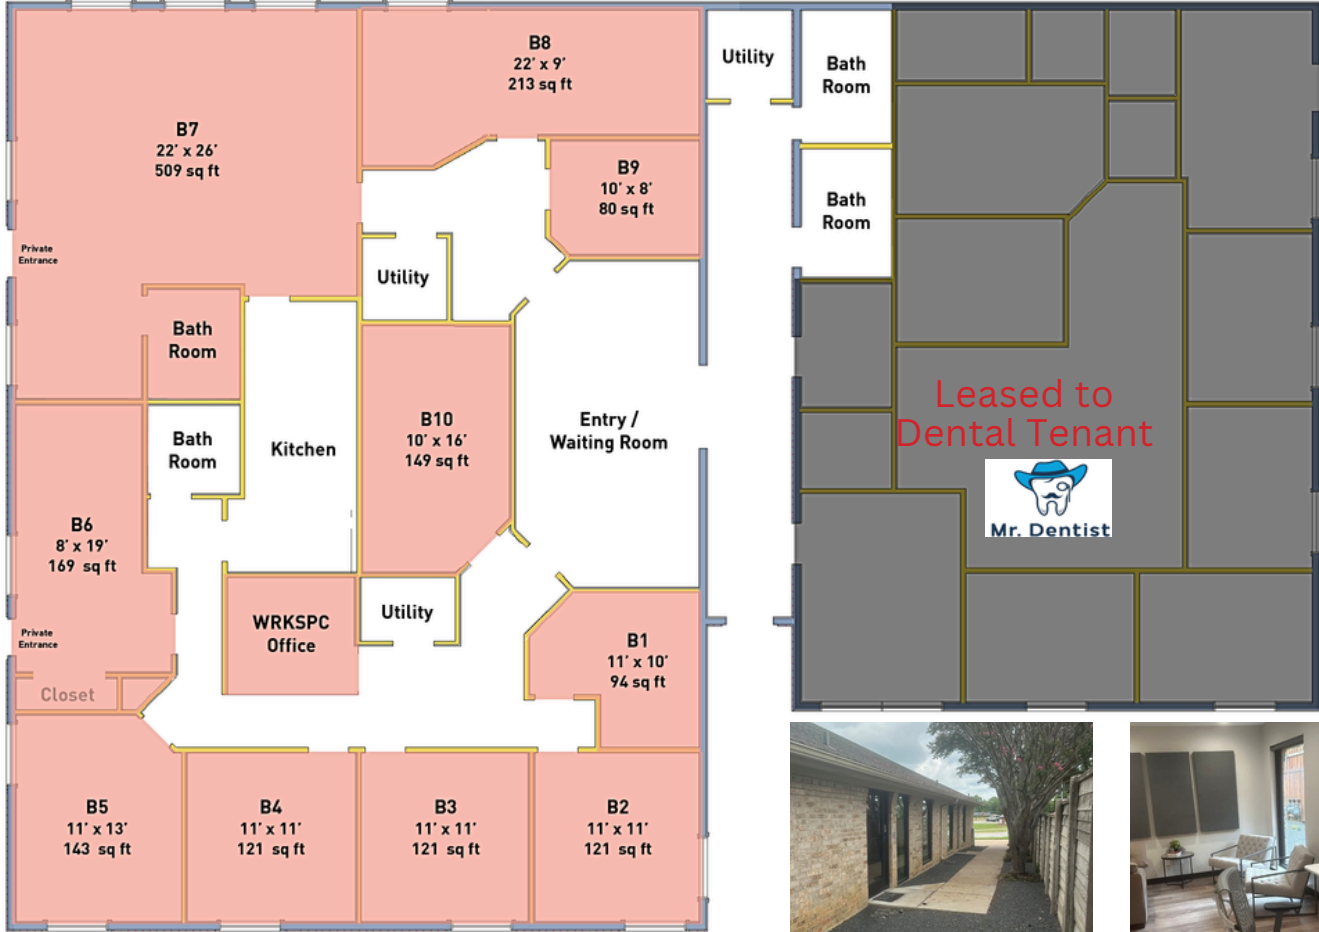 B8
22' x 9'
213 sq ft
Utility
Bath
Room
B7
22' x 26'
509 sq ft
B9
10' x 8'
80 sq ft
Bath
Room
Private
Entrance
Utility
Bath
Room
B10
10' x 16'
149 sq ft
Entry /
Waiting Room
Leased to
Dental Tenant
Mr. Dentist
Bath
Room
Kitchen
B6
8' x 19'
169 sq ft
WRKSPC
Office
Utility
Private
Entrance
B1
11' x 10'
94 sq ft
Closet
B5
11' x 13'
143 sq ft
B4
11' x 11'
121 sq ft
B3
11' x 11'
121 sq ft
B2
11' x 11'
121 sq ft